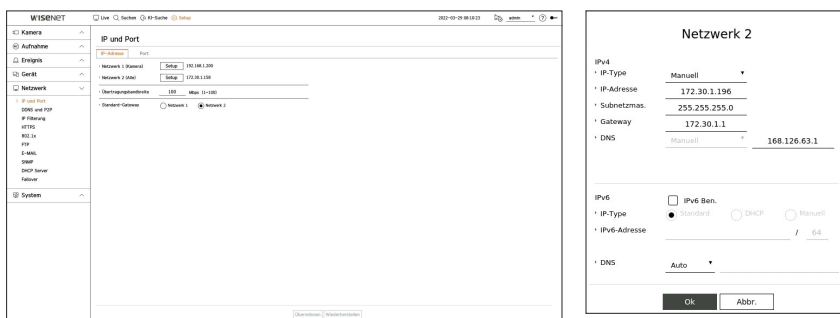 WISENET
Live Suchen KI-Suche Setup 2022-03-29 08:10:23 admin
Kamera
Aufnahme
Ereignis
Gerät
Netzwerk
IP und Port
DDNS und P2P
IP Filterung
HTTPS
802.1x
FTP
E-MAIL
SNMP
DHCP Server
Failover
System
IP und Port
IP-Adresse Port
Netzwerk 1 (Kamera) Setup 192.168.1.200
Netzwerk 2 (Alle) Setup 172.30.1.158
Übertragungsbandbreite 100 Mbps (1~100)
Standard-Gateway Netzwerk 1 Netzwerk 2
Übernehmen Wiederherstellen
Netzwerk 2
IPv4
IP-Type Manuell
IP-Adresse 172.30.1.196
Subnetzmas. 255.255.255.0
Gateway 172.30.1.1
DNS Manuell 168.126.63.1
IPv6 IPv6 Ben.
IP-Type Standard DHCP Manuell
IPv6-Adresse / 64
DNS Auto
Ok Abbr.